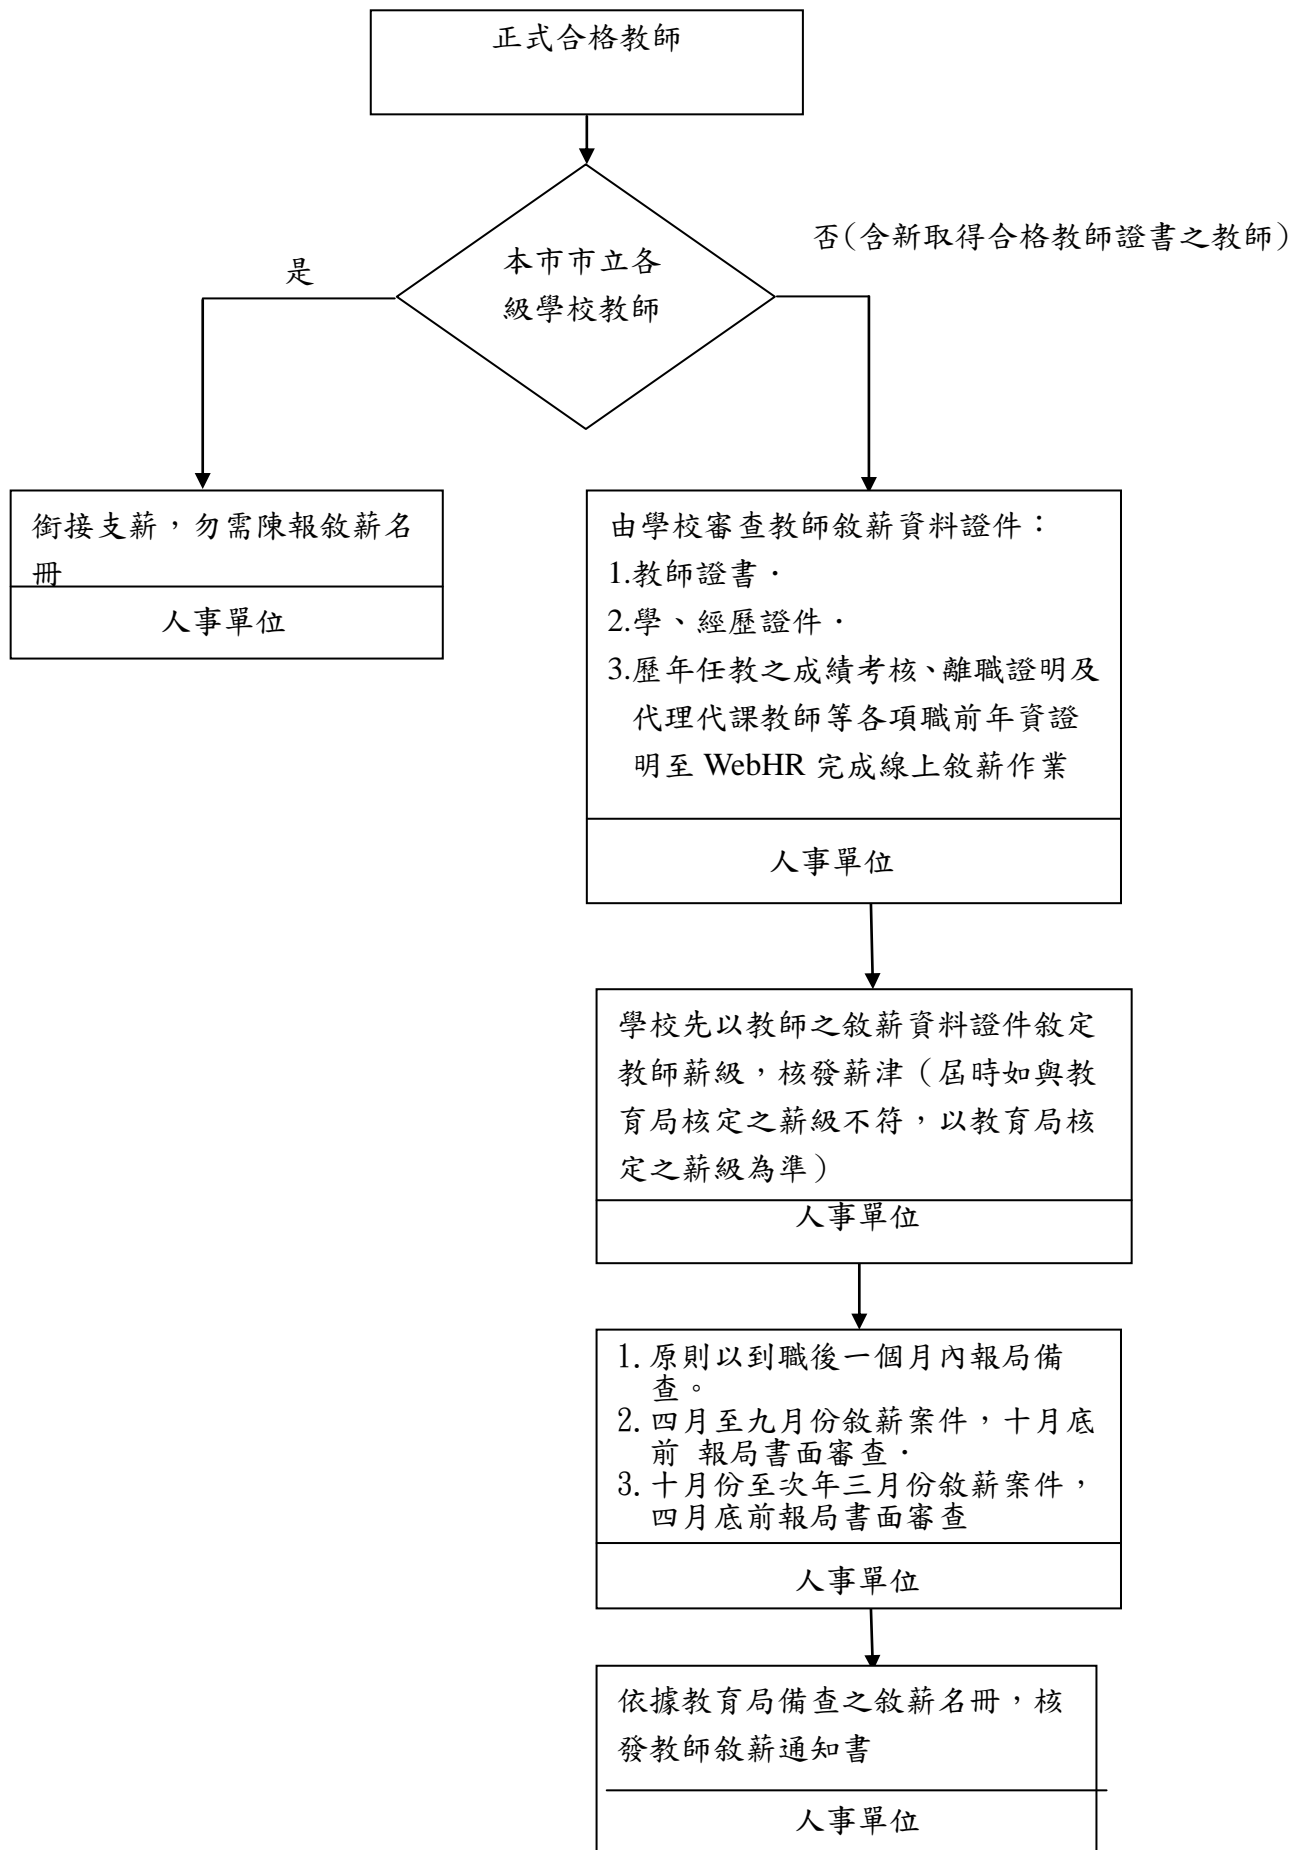 正式合格教師
否(含新取得合格教師證書之教師)
是
本市市立各
級學校教師
銜接支薪，勿需陳報敘薪名
冊
人事單位
由學校審查教師敘薪資料證件：
1.教師證書．
2.學、經歷證件．
3.歷年任教之成績考核、離職證明及
代理代課教師等各項職前年資證
明至 WebHR 完成線上敘薪作業
人事單位
學校先以教師之敘薪資料證件敘定
教師薪級，核發薪津（屆時如與教
育局核定之薪級不符，以教育局核
定之薪級為準）
人事單位
1. 原則以到職後一個月內報局備
查。
2. 四月至九月份敘薪案件，十月底
前 報局書面審查．
3. 十月份至次年三月份敘薪案件，
四月底前報局書面審查
人事單位
依據教育局備查之敘薪名冊，核
發教師敘薪通知書
人事單位